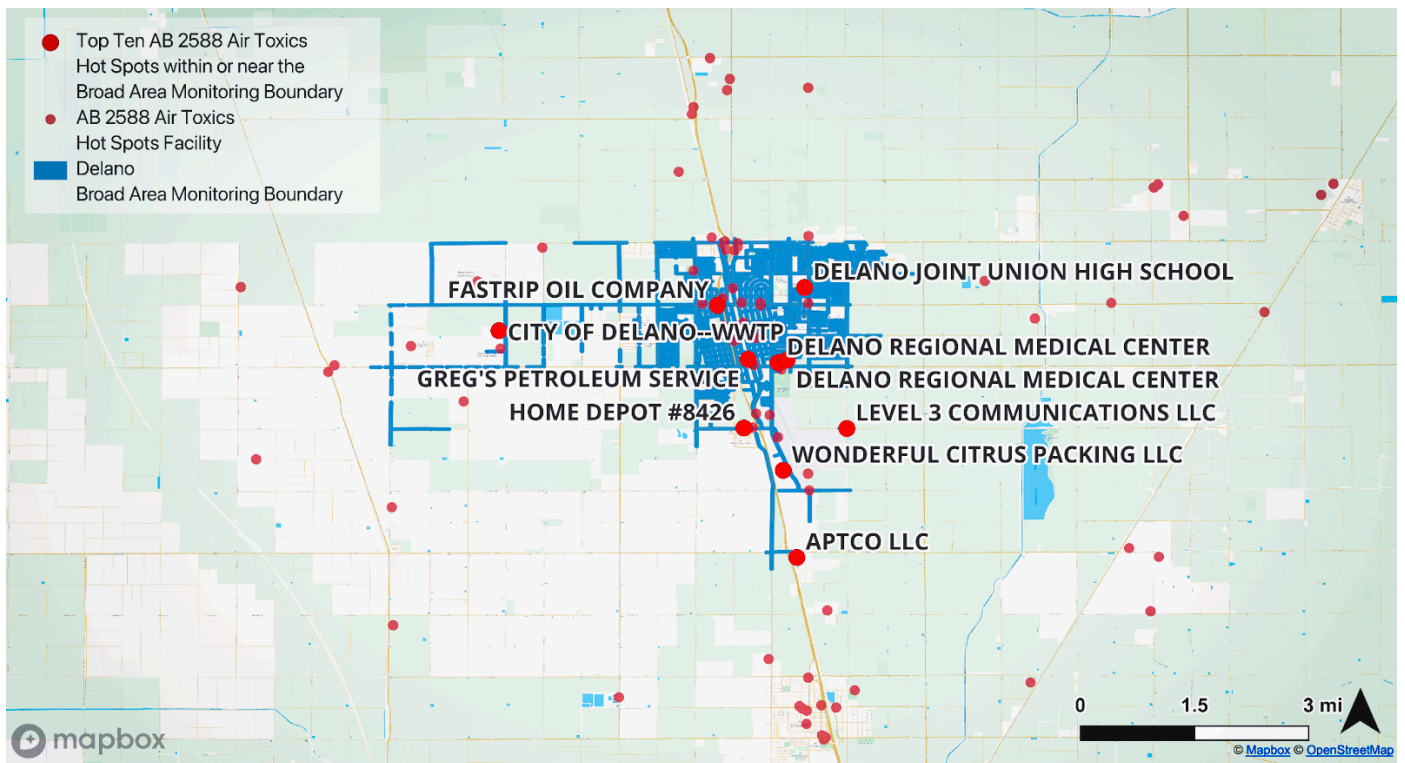 Top Ten AB 2588 Air Toxics
Hot Spots within or near the
Broad Area Monitoring Boundary
AB 2588 Air Toxics
Hot Spots Facility
Delano
Broad Area Monitoring Boundary
DELANO JOINT UNION HIGH SCHOOL
FASTRIP OIL COMPANY
CITY OF DELANO--WWTP
DELANO REGIONAL MEDICAL CENTER
GREG'S PETROLEUM SERVICE
DELANO REGIONAL MEDICAL CENTER
HOME DEPOT #8426
LEVEL 3 COMMUNICATIONS LLC
WONDERFUL CITRUS PACKING LLC
APTCO LLC
0 1.5 3 mi
mapbox
© Mapbox © OpenStreetMap